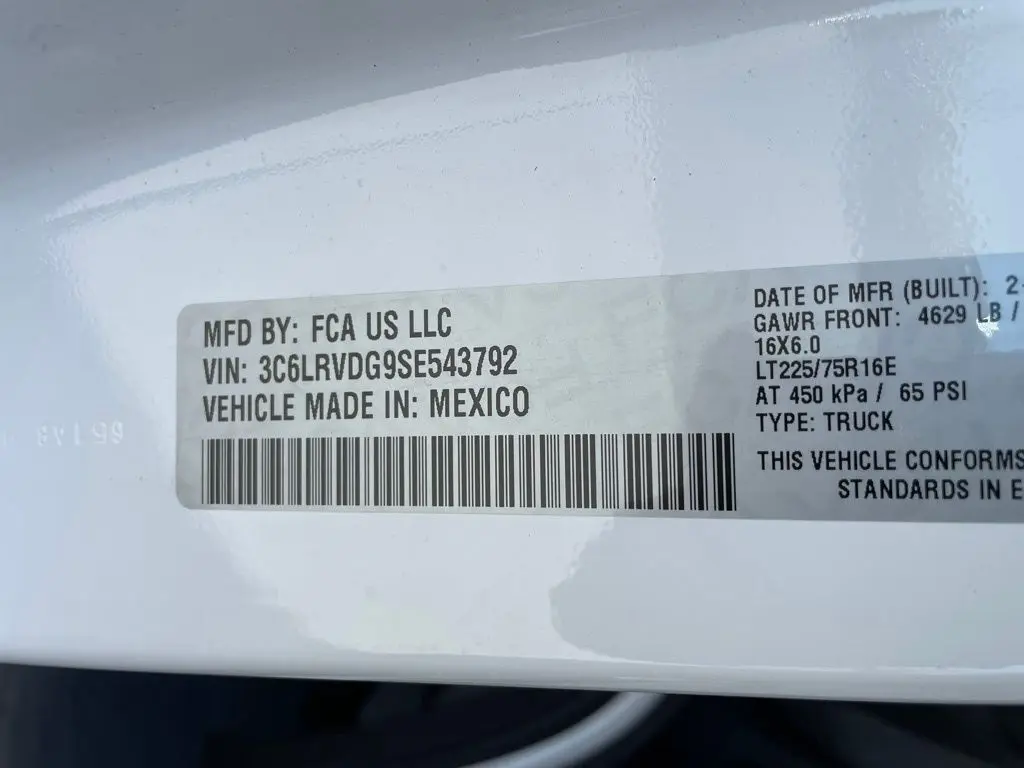 MFD BY: FCA US LLC
VIN: 3C6LRVDG9SE543792
VEHICLE MADE IN: MEXICO
DATE OF MFR (BUILT): 2-
GAWR FRONT: 4629 LB /
16X6.0
LT225/75R16E
AT 450 kPa / 65 PSI
TYPE: TRUCK
THIS VEHICLE CONFORMS
STANDARDS IN E